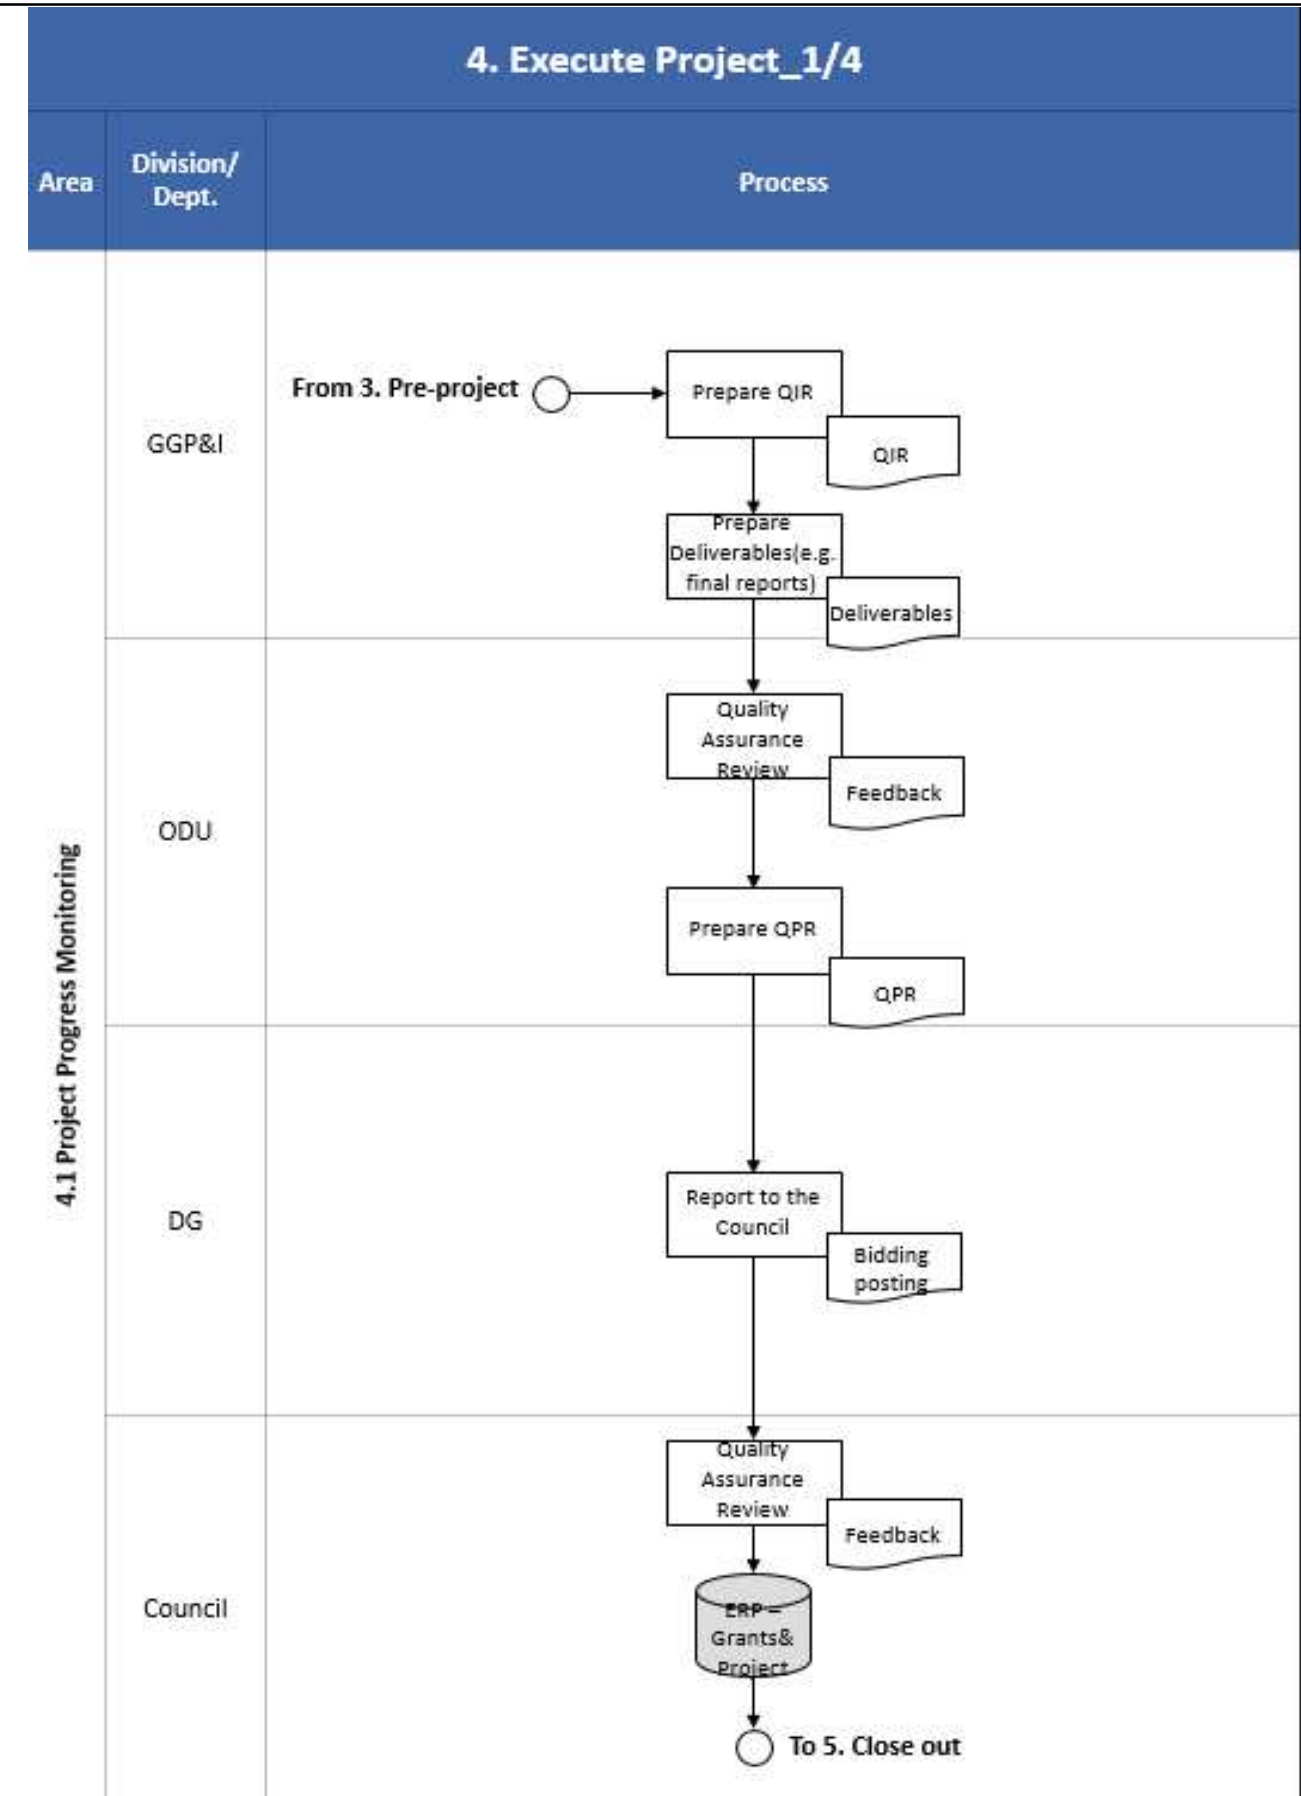 4. Execute Project_1/4
Area
Division/
Dept.
Process
4.1 Project Progress Monitoring
GGP&I
From 3. Pre-project
Prepare QIR
QIR
Prepare
Deliverables(e.g.
final reports)
Deliverables
ODU
Quality
Assurance
Review
Feedback
Prepare QPR
QPR
DG
Report to the
Council
Bidding
posting
Council
Quality
Assurance
Review
Feedback
ERP –
Grants&
Project
To 5. Close out